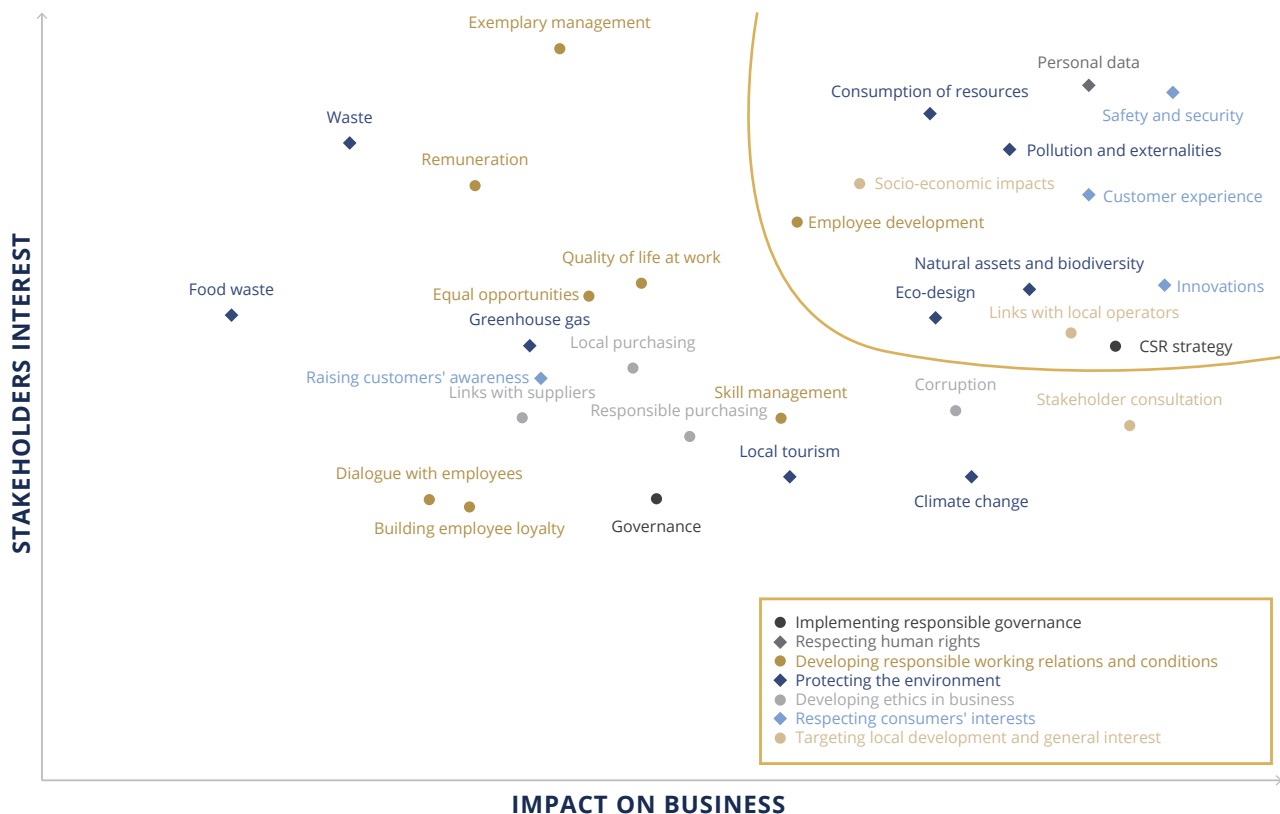 Exemplary management
Personal data
Consumption of resources
Safety and security
Waste
Pollution and externalities
Remuneration
Socio-economic impacts
Customer experience
Employee development
Quality of life at work
Natural assets and biodiversity
Food waste
Equal opportunities
Eco-design
Innovations
Greenhouse gas
Links with local operators
Local purchasing
CSR strategy
Raising customers' awareness
Links with suppliers
Skill management
Corruption
Responsible purchasing
Stakeholder consultation
Local tourism
Dialogue with employees
Climate change
Building employee loyalty
Governance
STAKEHOLDERS INTEREST
Implementing responsible governance
Respecting human rights
Developing responsible working relations and conditions
Protecting the environment
Developing ethics in business
Respecting consumers' interests
Targeting local development and general interest
IMPACT ON BUSINESS